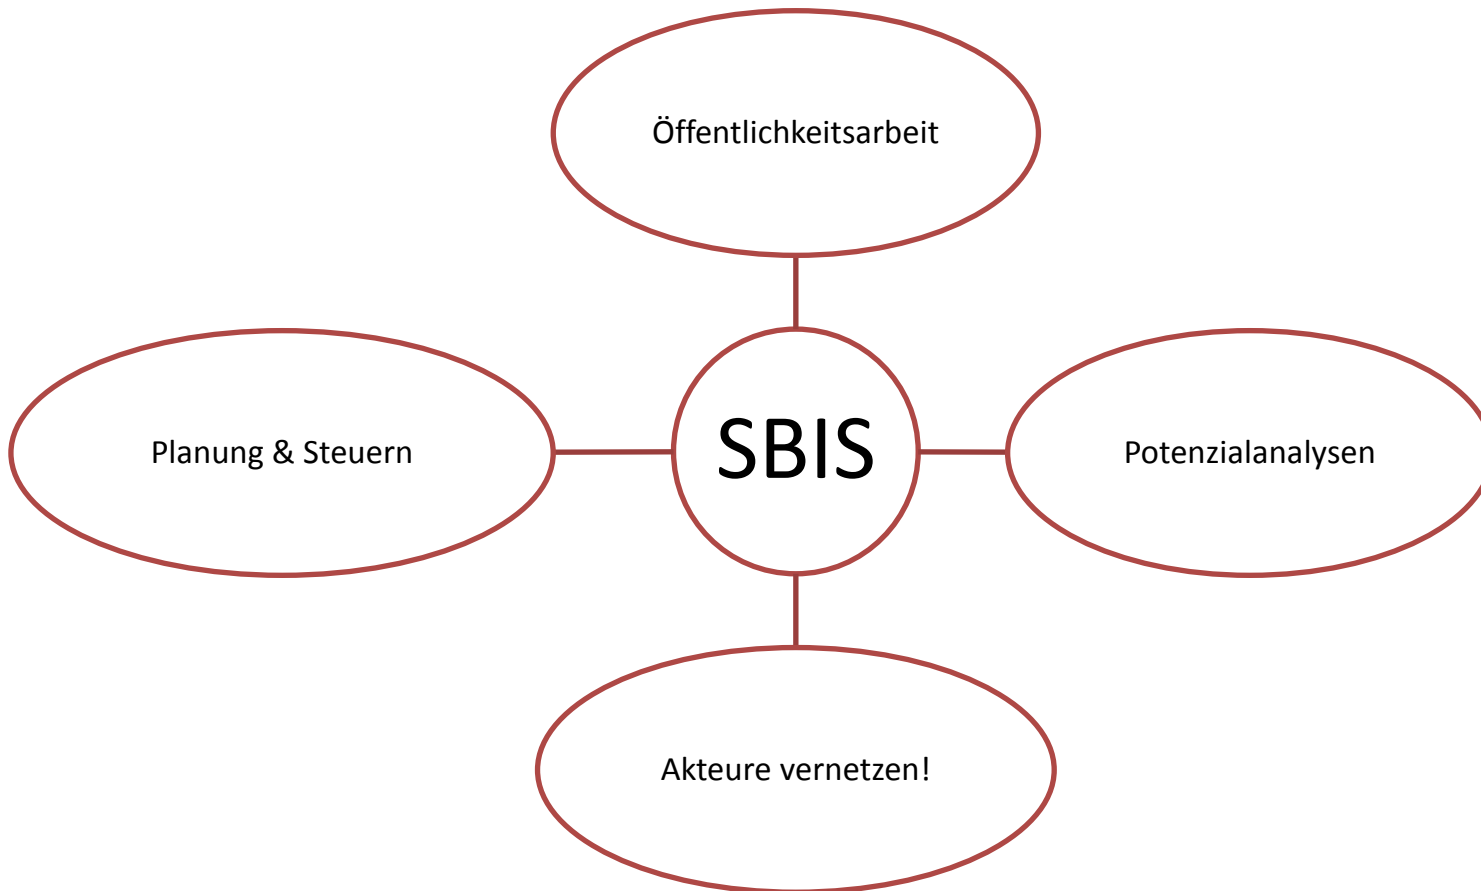 Öffentlichkeitsarbeit
Planung & Steuern
SBIS
Potenzialanalysen
Akteure vernetzen!